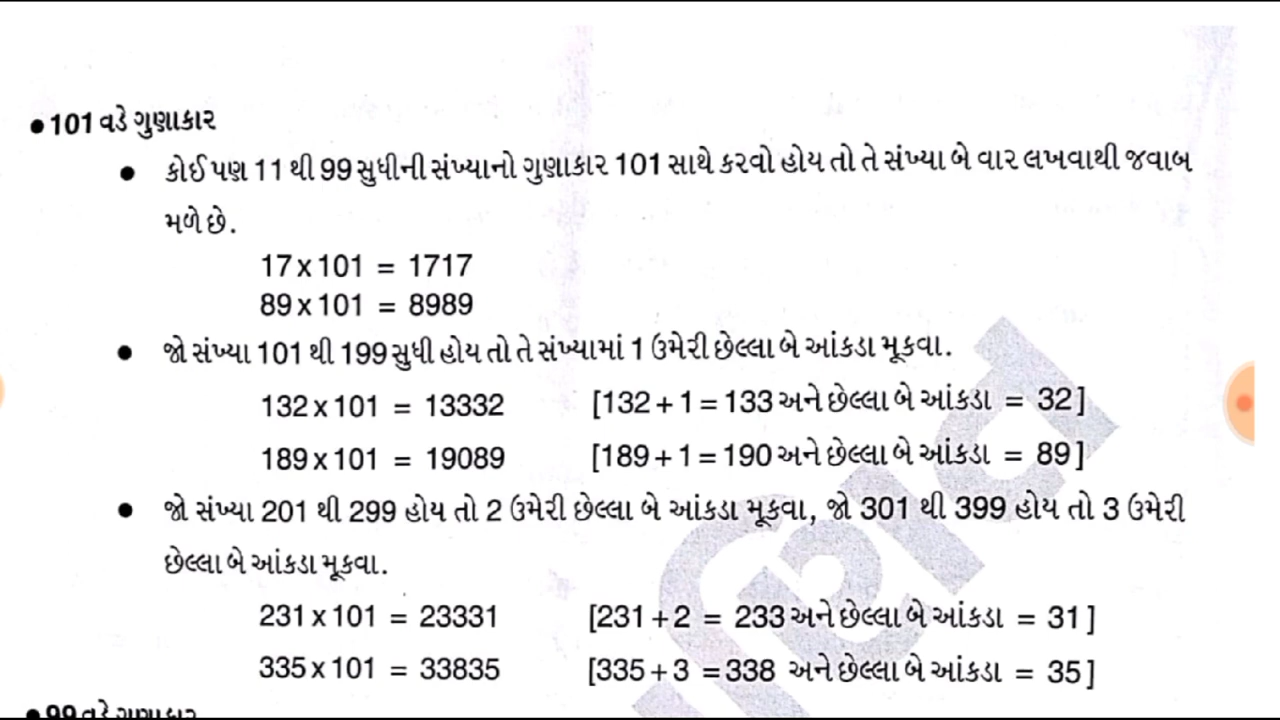 ● 101 વડે ગુણાકાર
● કોઈ પણ 11 થી 99 સુધીની સંખ્યાનો ગુણાકાર 101 સાથે કરવો હોય તો તે સંખ્યા બે વાર લખવાથી જવાબ
મળે છે.
17 x 101 = 1717
89 x 101 = 8989
● જો સંખ્યા 101 થી 199 સુધી હોય તો તે સંખ્યામાં 1 ઉમેરી છેલ્લા બે આંકડા મૂકવા.
132 x 101 = 13332 [132 + 1 = 133 અને છેલ્લા બે આંકડા = 32]
189 x 101 = 19089 [189 + 1 = 190 અને છેલ્લા બે આંકડા = 89]
● જો સંખ્યા 201 થી 299 હોય તો 2 ઉમેરી છેલ્લા બે આંકડા મૂકવા, જો 301 થી 399 હોય તો 3 ઉમેરી
છેલ્લા બે આંકડા મૂકવા.
231 x 101 = 23331 [231 + 2 = 233 અને છેલ્લા બે આંકડા = 31]
335 x 101 = 33835 [335 + 3 = 338 અને છેલ્લા બે આંકડા = 35]
● 99 વડે ગુણાકાર